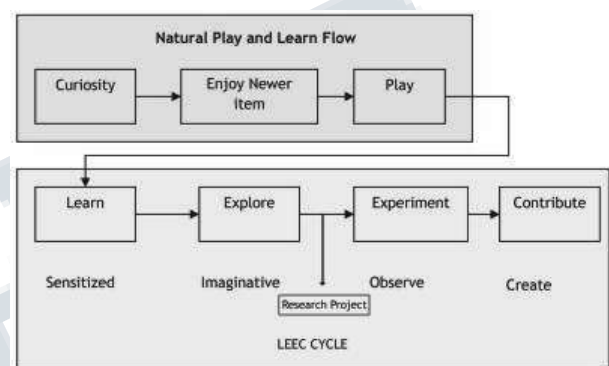 Natural Play and Learn Flow
Curiosity
Enjoy Newer
item
Play
Learn
Explore
Experiment
Contribute
Sensitized
Imaginative
Observe
Create
Research Project
LEEC CYCLE